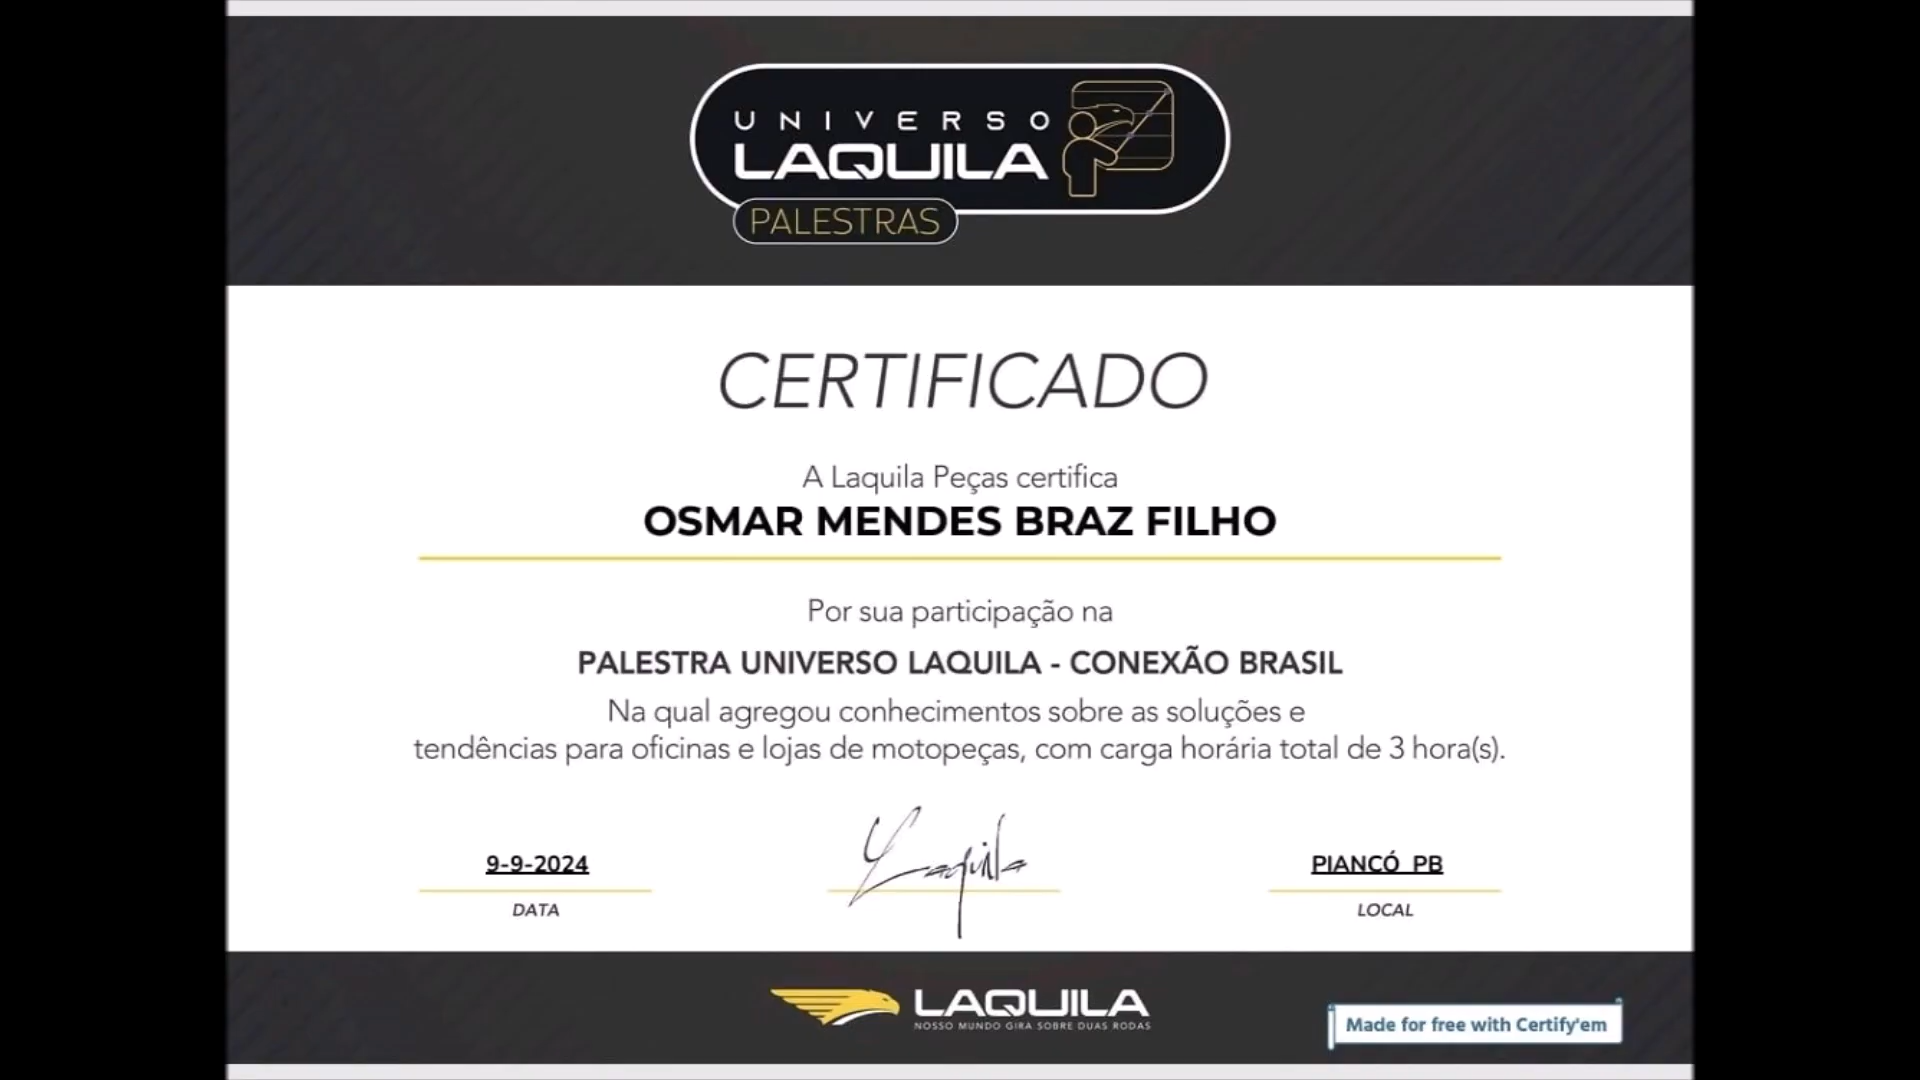 UNIVERSO
LAQUILA
PALESTRAS
CERTIFICADO
A Laquila Peças certifica
OSMAR MENDES BRAZ FILHO
Por sua participação na
PALESTRA UNIVERSO LAQUILA - CONEXÃO BRASIL
Na qual agregou conhecimentos sobre as soluções e
tendências para oficinas e lojas de motopeças, com carga horária total de 3 hora(s).
9-9-2024
DATA
Laquila
PIANCÓ PB
LOCAL
LAQUILA
NOSSO MUNDO GIRA SOBRE DUAS RODAS
Made for free with Certify'em